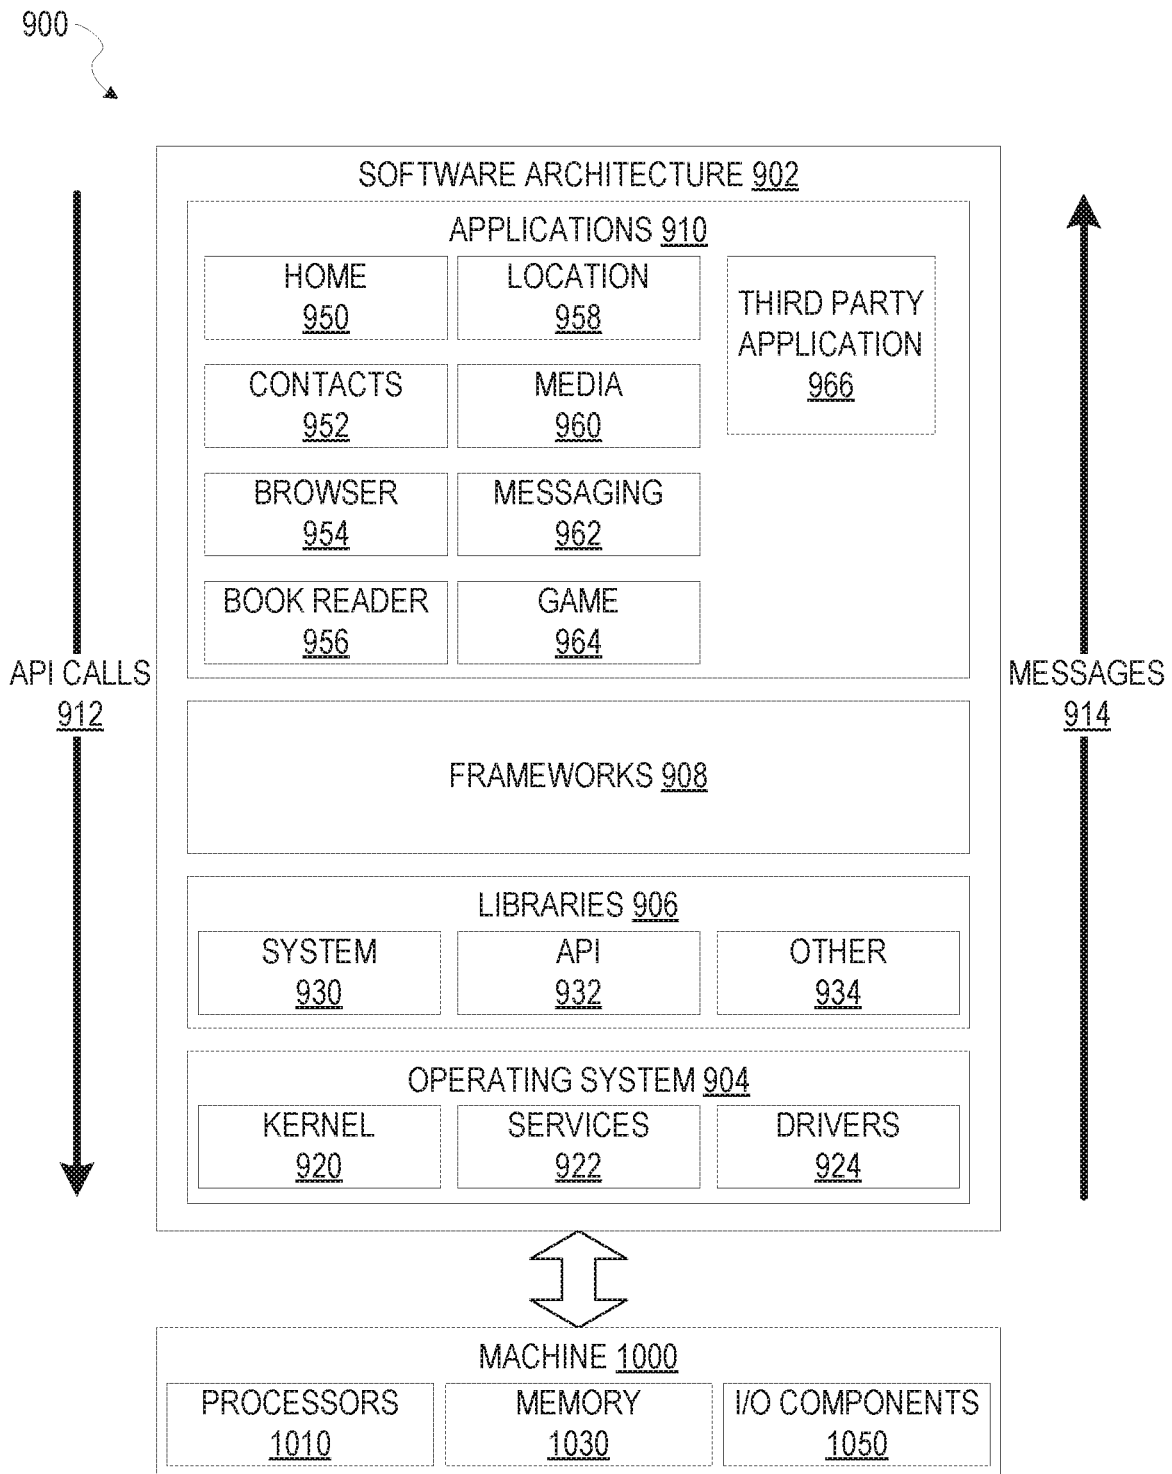 900
SOFTWARE ARCHITECTURE 902
APPLICATIONS 910
HOME
950
LOCATION
958
THIRD PARTY
APPLICATION
966
CONTACTS
952
MEDIA
960
BROWSER
954
MESSAGING
962
BOOK READER
956
GAME
964
API CALLS
912
MESSAGES
914
FRAMEWORKS 908
LIBRARIES 906
SYSTEM
930
API
932
OTHER
934
OPERATING SYSTEM 904
KERNEL
920
SERVICES
922
DRIVERS
924
MACHINE 1000
PROCESSORS
1010
MEMORY
1030
I/O COMPONENTS
1050